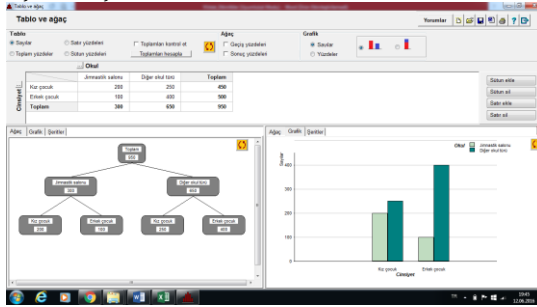 Tablo ve ağaç
Tablo ve ağaç
Yorumlar
Tablo
Ağaç
Grafik
Sayılar
Satır yüzdeleri
Toplamları kontrol et
Geçiş yüzdeleri
Sayılar
Toplam yüzdeler
Sütun yüzdeleri
Toplamları hesapla
Sonuç yüzdeleri
Yüzdeler
Okul
Jimnastik salonu Diğer okul türü Toplam
Kız çocuk 200 250 450
Erkek çocuk 100 400 500
Toplam 300 650 950
Cinsiyet
Sütun ekle
Sütun sil
Satır ekle
Satır sil
Ağaç Grafik Şeritler
Toplam
950
Jimnastik salonu
300
Diğer okul türü
650
Kız çocuk
200
Erkek çocuk
100
Kız çocuk
250
Erkek çocuk
400
Ağaç Grafik Şeritler
Okul
Jimnastik salonu
Diğer okul türü
Sayılar
400
300
200
100
Kız çocuk Erkek çocuk
Cinsiyet
TR
19:43
12.06.2016